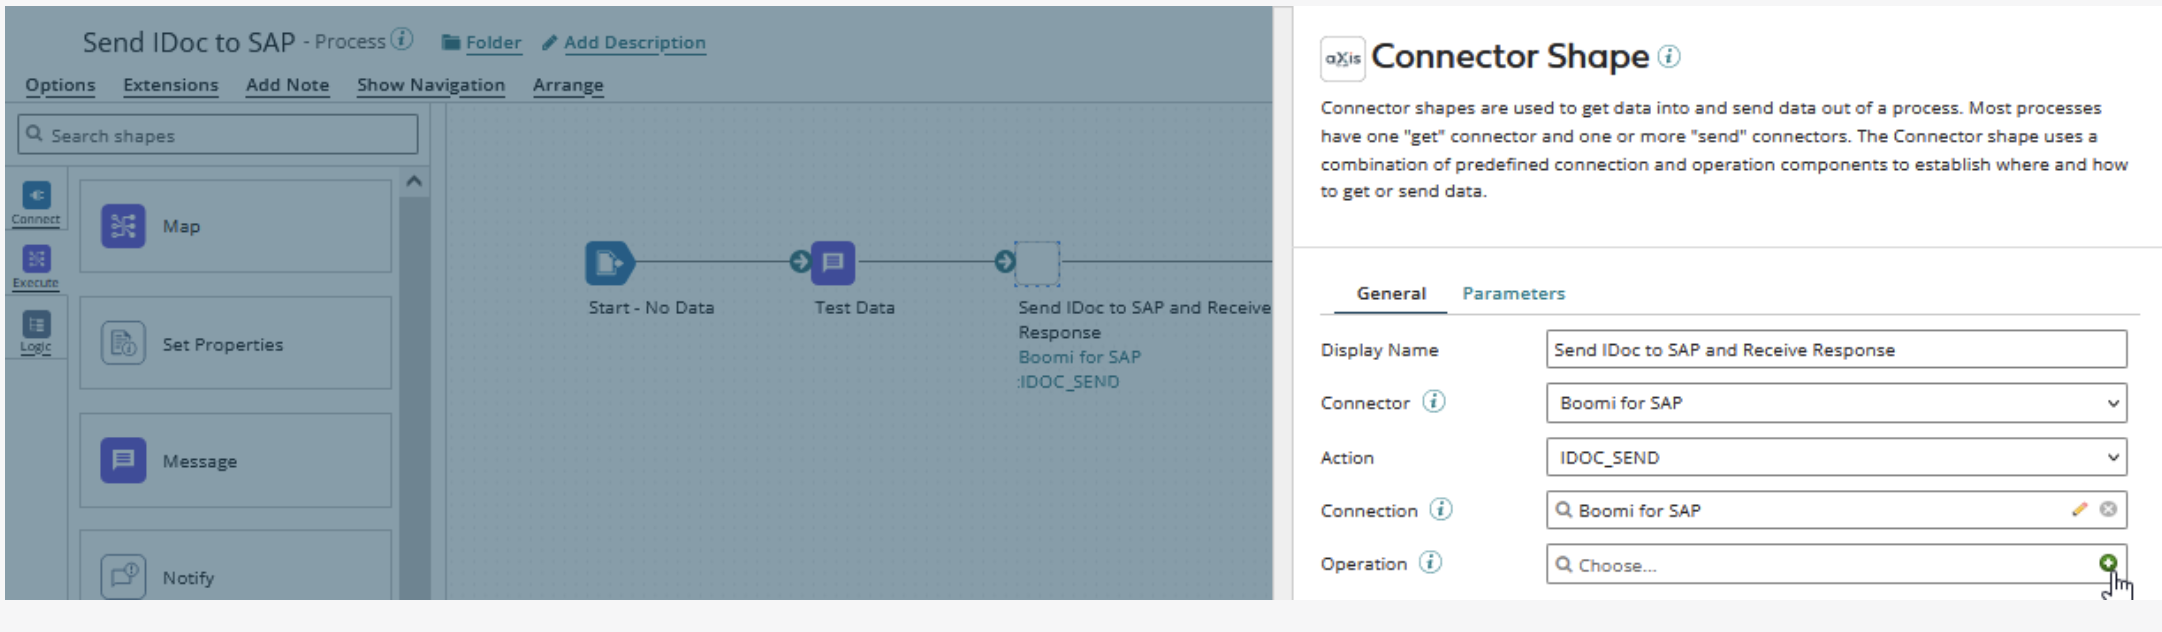 Send IDoc to SAP - Process Folder Add Description
Options Extensions Add Note Show Navigation Arrange
Search shapes
Connect
Execute
Logic
Map
Set Properties
Message
Notify
Start - No Data
Test Data
Send IDoc to SAP and Receive
Response
Boomi for SAP
:IDOC_SEND
aXis Connector Shape
Connector shapes are used to get data into and send data out of a process. Most processes
have one "get" connector and one or more "send" connectors. The Connector shape uses a
combination of predefined connection and operation components to establish where and how
to get or send data.
General Parameters
Display Name Send IDoc to SAP and Receive Response
Connector Boomi for SAP
Action IDOC_SEND
Connection Boomi for SAP
Operation Choose...